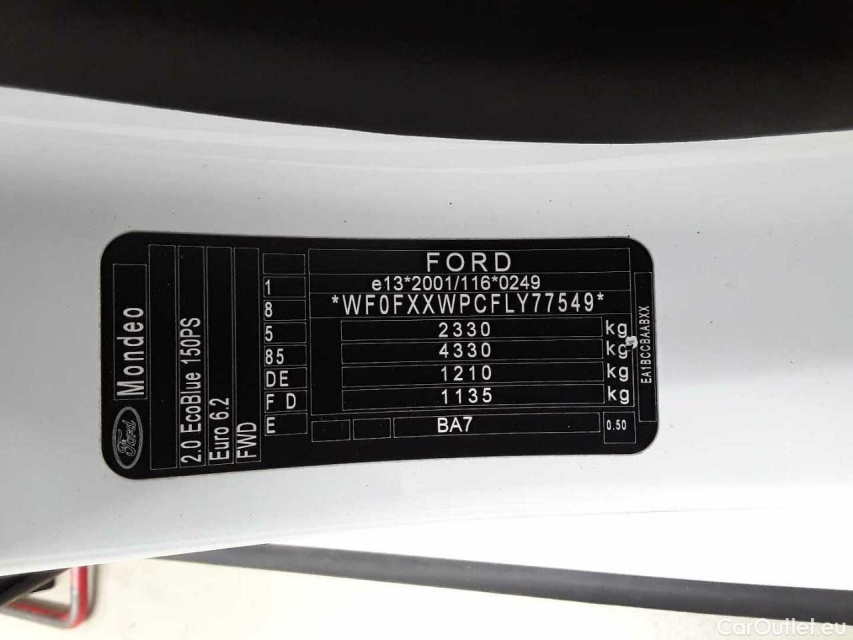 FORD
e13*2001/116*0249
*WF0FXXWPCFLY77549*
2330 kg
4330 kg
1210 kg
1135 kg
BA7
0.50
1
8
5
85
DE
F D
E
Mondeo
Ford
2.0 EcoBlue 150PS
Euro 6.2
FWD
EA1BCCBAABXX
CarOutlet.eu